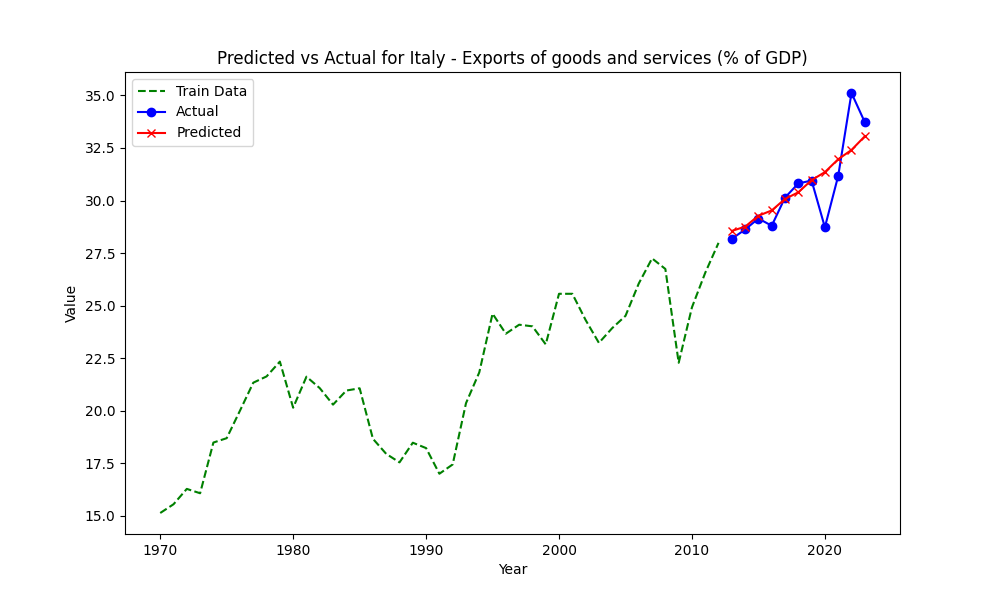 Predicted vs Actual for Italy - Exports of goods and services (% of GDP)
Train Data
Actual
Predicted
35.0
32.5
30.0
27.5
25.0
22.5
20.0
17.5
15.0
Value
1970 1980 1990 2000 2010 2020
Year